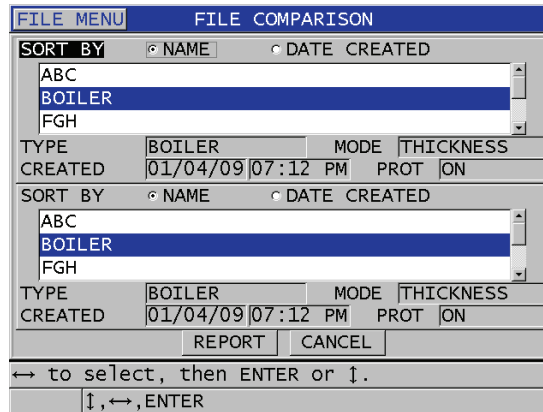 FILE MENU FILE COMPARISON
SORT BY NAME DATE CREATED
ABC
BOILER
FGH
TYPE BOILER MODE THICKNESS
CREATED 01/04/09 07:12 PM PROT ON
SORT BY NAME DATE CREATED
ABC
BOILER
FGH
TYPE BOILER MODE THICKNESS
CREATED 01/04/09 07:12 PM PROT ON
REPORT CANCEL
↔ to select, then ENTER or ↕.
↕,↔,ENTER